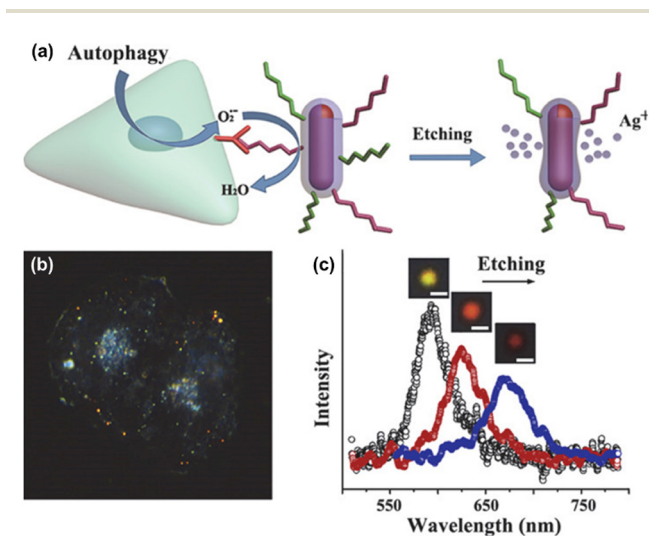 (a)
Autophagy
O₂·⁻
H₂O
Etching
Ag⁺
(b)
(c)
Etching
Intensity
550
650
750
Wavelength (nm)